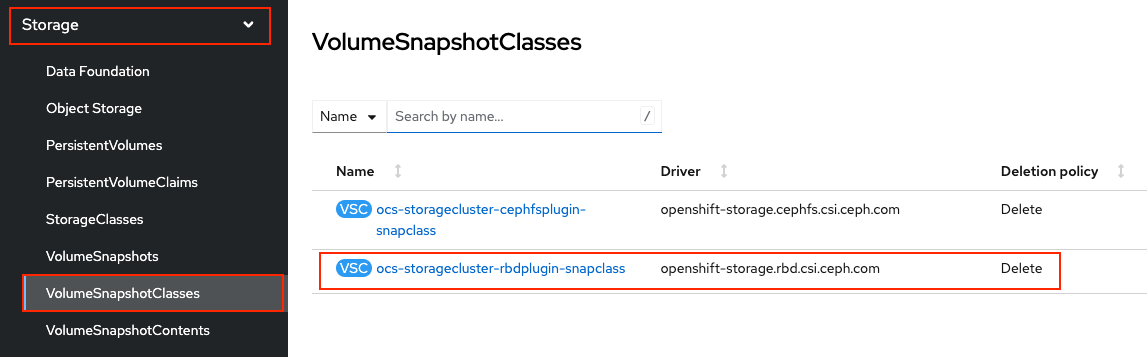 Storage
Data Foundation
Object Storage
PersistentVolumes
PersistentVolumeClaims
StorageClasses
VolumeSnapshots
VolumeSnapshotClasses
VolumeSnapshotContents
VolumeSnapshotClasses
Name Search by name... /
Name Driver Deletion policy
VSC ocs-storagecluster-cephfsplugin- openshift-storage.cephfs.csi.ceph.com Delete
snapclass
VSC ocs-storagecluster-rbdplugin-snapclass openshift-storage.rbd.csi.ceph.com Delete